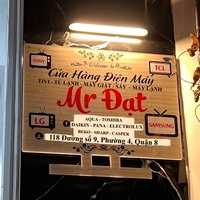 Welcome to
SONY
TCL
Cửa Hàng Điện Máy
TIVI - TỦ LẠNH - MÁY GIẶT / SẤY - MÁY LẠNH
Mr Đạt
LG
SAMSUNG
AQUA - TOSHIBA
DAIKIN - PANA - ELECTROLUX
BEKO - SHARP - CASPER
118 Đường số 9, Phường 4, Quận 8